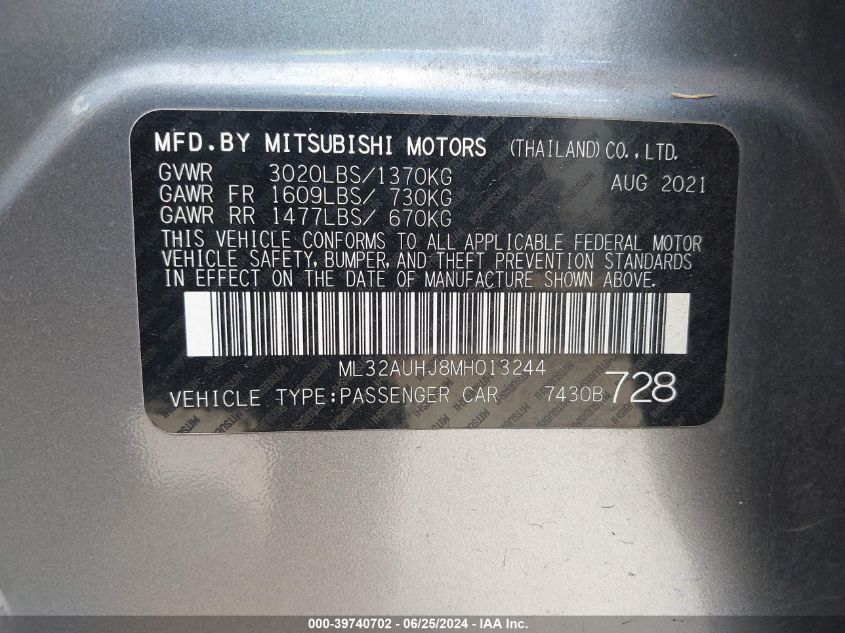 MFD.BY MITSUBISHI MOTORS (THAILAND) CO.,LTD.
GVWR 3020LBS/1370KG AUG 2021
GAWR FR 1609LBS/ 730KG
GAWR RR 1477LBS/ 670KG
THIS VEHICLE CONFORMS TO ALL APPLICABLE FEDERAL MOTOR
VEHICLE SAFETY, BUMPER, AND THEFT PREVENTION STANDARDS
IN EFFECT ON THE DATE OF MANUFACTURE SHOWN ABOVE.
ML32AUHJ8MH013244
VEHICLE TYPE:PASSENGER CAR 7430B 728
000-39740702 / 06/25/2024 - IAA Inc.